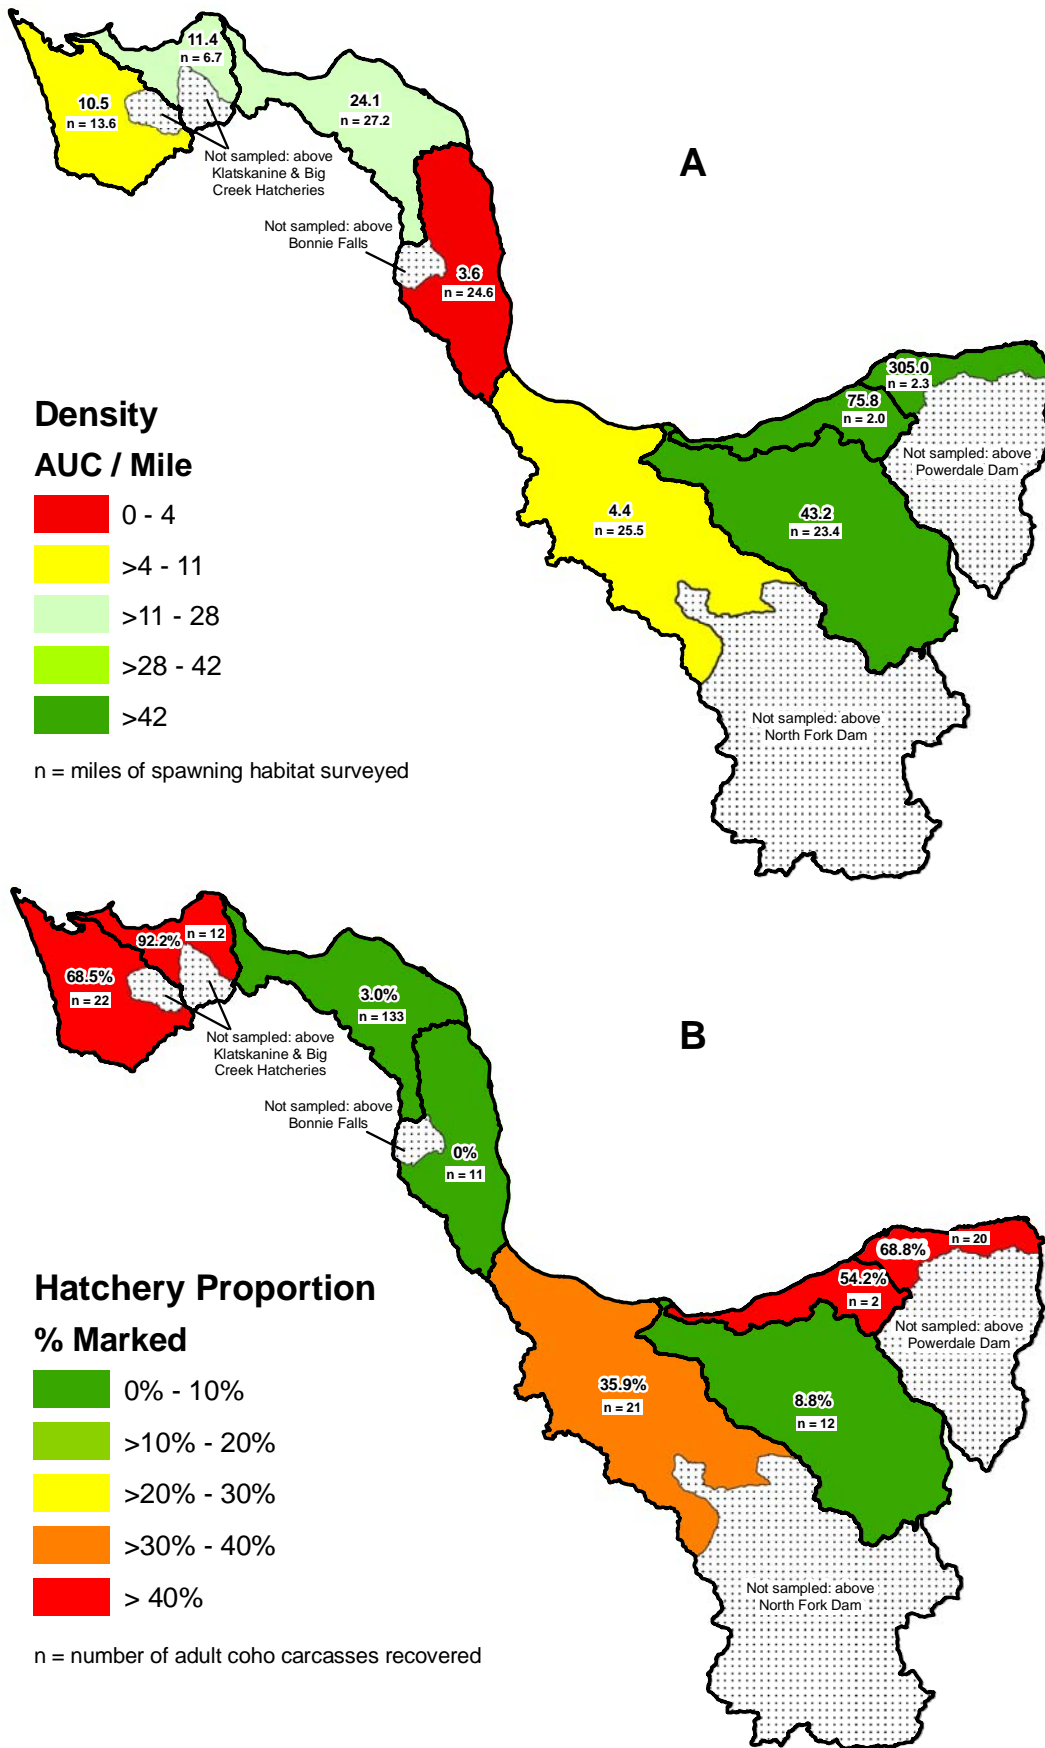 11.4
n = 6.7
10.5
n = 13.6
24.1
n = 27.2
Not sampled: above
Klatskanine & Big
Creek Hatcheries
A
Not sampled: above
Bonnie Falls
3.6
n = 24.6
305.0
n = 2.3
75.8
n = 2.0
Not sampled: above
Powerdale Dam
4.4
n = 25.5
43.2
n = 23.4
Not sampled: above
North Fork Dam
Density
AUC / Mile
0 - 4
>4 - 11
>11 - 28
>28 - 42
>42
n = miles of spawning habitat surveyed
92.2%
n = 12
68.5%
n = 22
3.0%
n = 133
Not sampled: above
Klatskanine & Big
Creek Hatcheries
B
Not sampled: above
Bonnie Falls
0%
n = 11
68.8%
n = 20
54.2%
n = 2
Not sampled: above
Powerdale Dam
35.9%
n = 21
8.8%
n = 12
Not sampled: above
North Fork Dam
Hatchery Proportion
% Marked
0% - 10%
>10% - 20%
>20% - 30%
>30% - 40%
> 40%
n = number of adult coho carcasses recovered